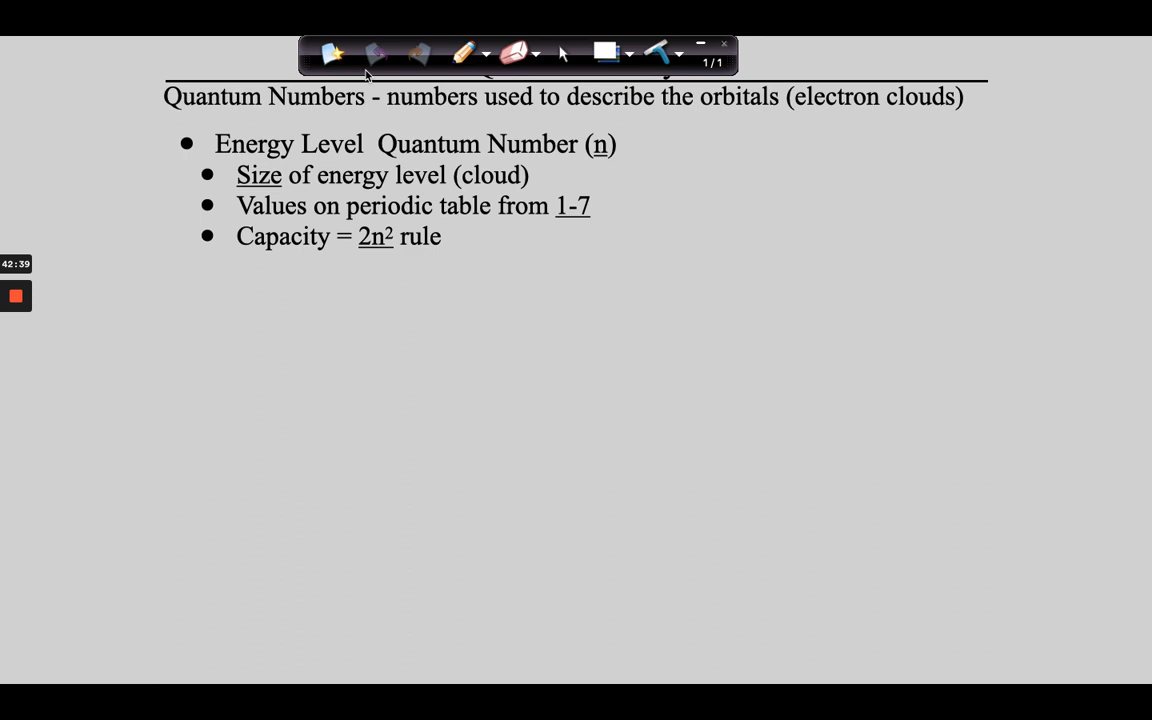 1/1
Quantum Numbers - numbers used to describe the orbitals (electron clouds)
● Energy Level Quantum Number (n)
● Size of energy level (cloud)
● Values on periodic table from 1-7
● Capacity = 2n² rule
42:39